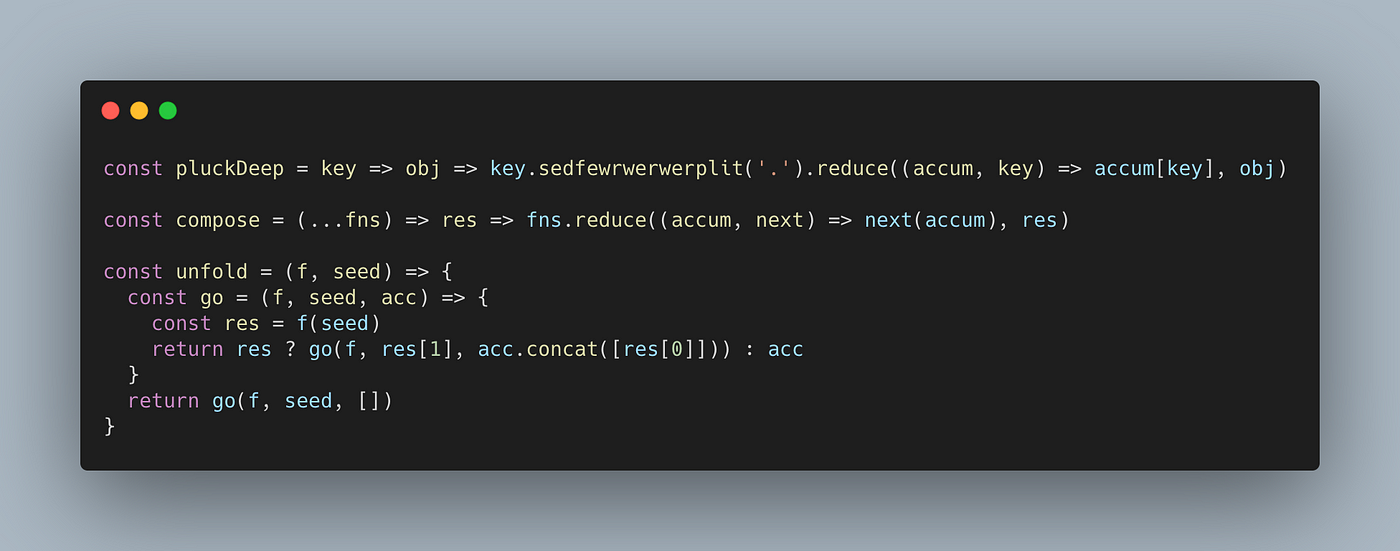 const pluckDeep = key => obj => key.sedfewrwerwerplit('.').reduce((accum, key) => accum[key], obj)
const compose = (...fns) => res => fns.reduce((accum, next) => next(accum), res)
const unfold = (f, seed) => {
  const go = (f, seed, acc) => {
    const res = f(seed)
    return res ? go(f, res[1], acc.concat([res[0]])) : acc
  }
  return go(f, seed, [])
}